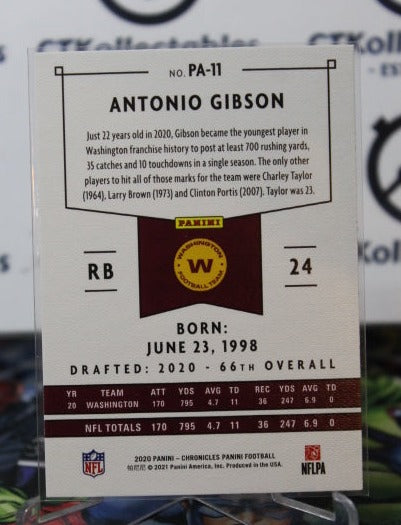 CTKollectables
CTKollectables
- EST
Kollec
NO. PA-11
ANTONIO GIBSON
Just 22 years old in 2020, Gibson became the youngest player in
Washington franchise history to post at least 700 rushing yards,
35 catches and 10 touchdowns in a single season. The only other
players to hit all of those marks for the team were Charley Taylor
(1964), Larry Brown (1973) and Clinton Portis (2007). Taylor was 23.
PANINI
WASHINGTON
W
FOOTBALL TEAM
RB
24
BORN:
JUNE 23, 1998
DRAFTED: 2020 - 66TH OVERALL
YR TEAM ATT YDS AVG TD REC YDS AVG TD
20 WASHINGTON 170 795 4.7 11 36 247 6.9 0
NFL TOTALS 170 795 4.7 11 36 247 6.9 0
NFL
2020 PANINI - CHRONICLES PANINI FOOTBALL
© 2021 Panini America, Inc. Produced in the USA.
NFLPA